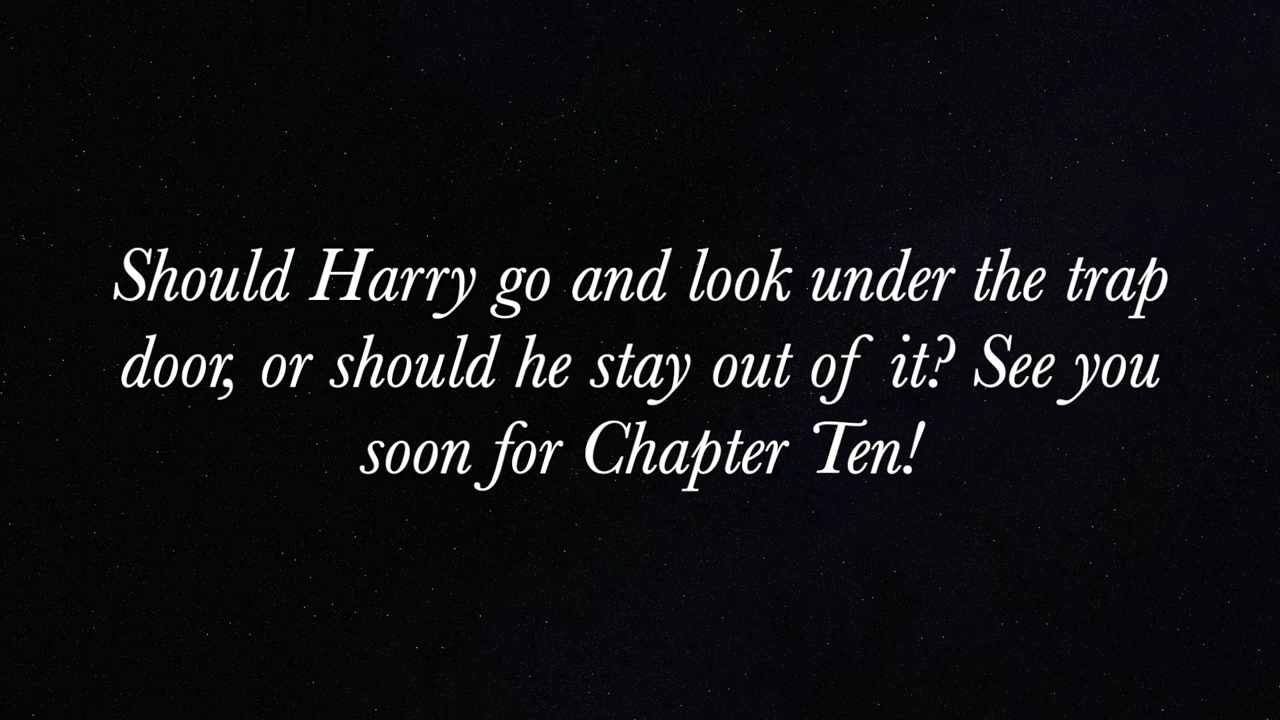 Should Harry go and look under the trap
door, or should he stay out of it? See you
soon for Chapter Ten!